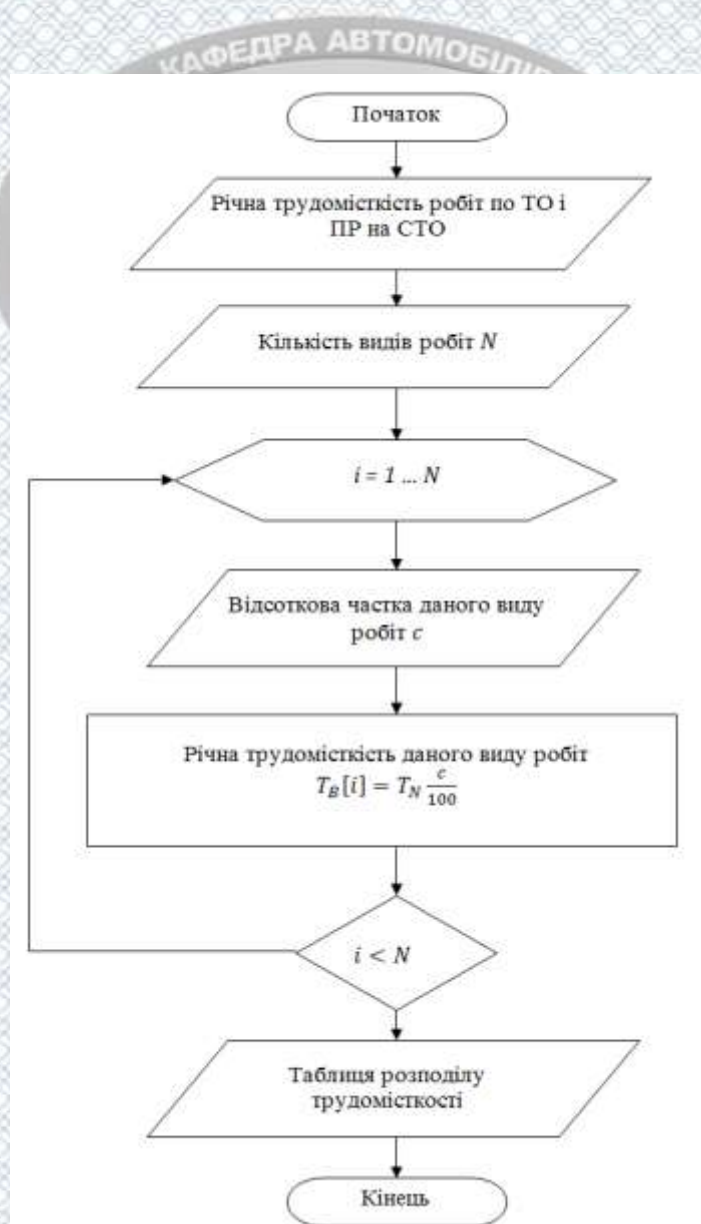 КАФЕДРА АВТОМОБІЛІВ
Початок
Річна трудомісткість робіт по ТО і
ПР на СТО
Кількість видів робіт N
i = 1 ... N
Відсоткова частка даного виду
робіт c
Річна трудомісткість даного виду робіт
T_B[i] = T_N c/100
i < N
Таблиця розподілу
трудомісткості
Кінець